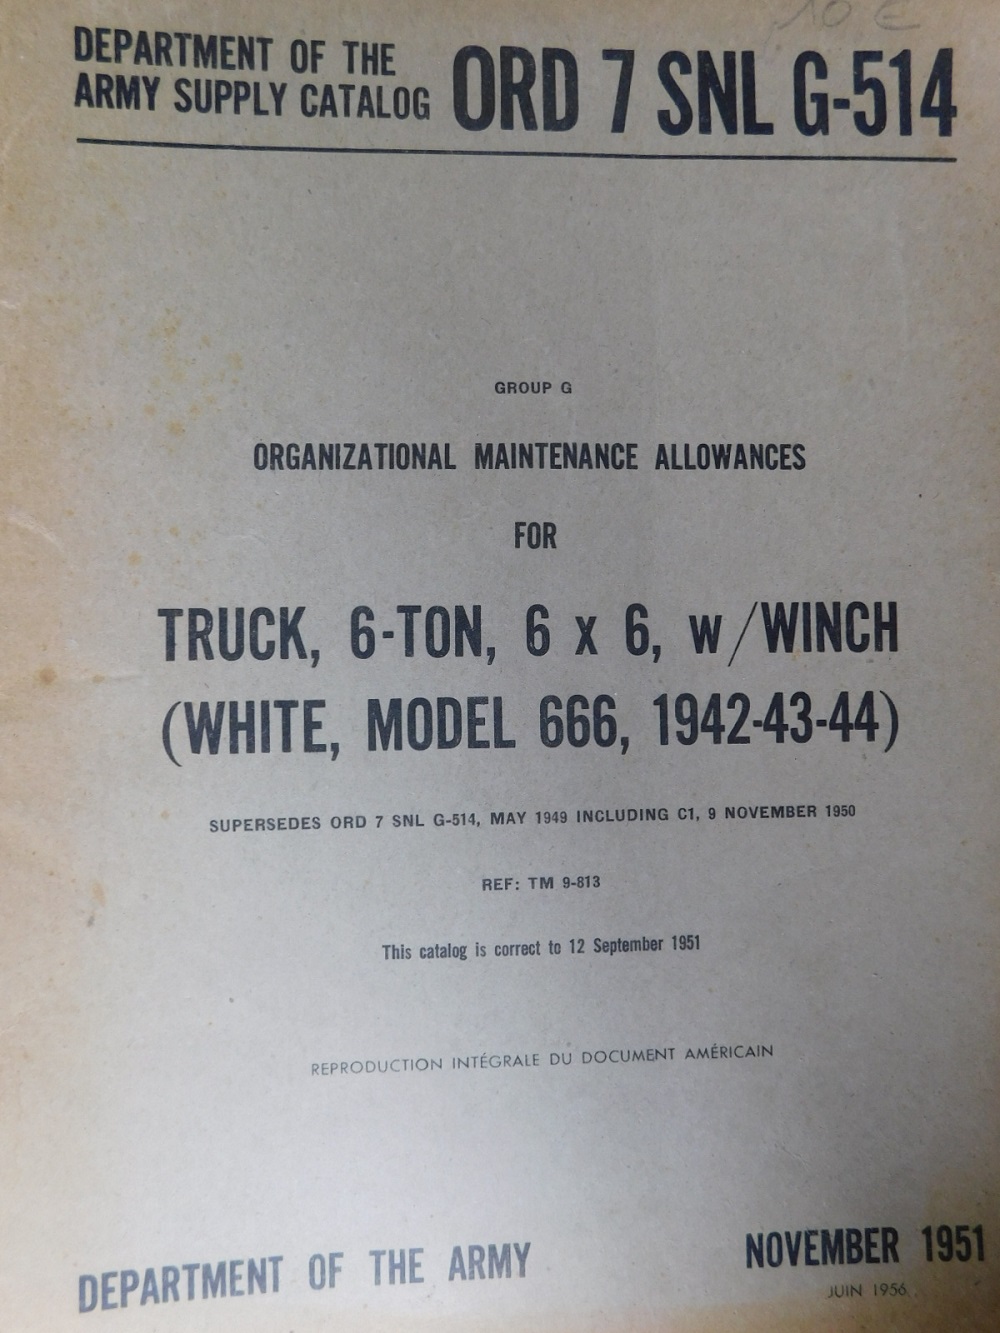 10 €
DEPARTMENT OF THE
ARMY SUPPLY CATALOG
ORD 7 SNL G-514
GROUP G
ORGANIZATIONAL MAINTENANCE ALLOWANCES
FOR
TRUCK, 6-TON, 6 x 6, w/WINCH
(WHITE, MODEL 666, 1942-43-44)
SUPERSEDES ORD 7 SNL G-514, MAY 1949 INCLUDING C1, 9 NOVEMBER 1950
REF: TM 9-813
This catalog is correct to 12 September 1951
REPRODUCTION INTÉGRALE DU DOCUMENT AMÉRICAIN
DEPARTMENT OF THE ARMY
NOVEMBER 1951
JUIN 1956